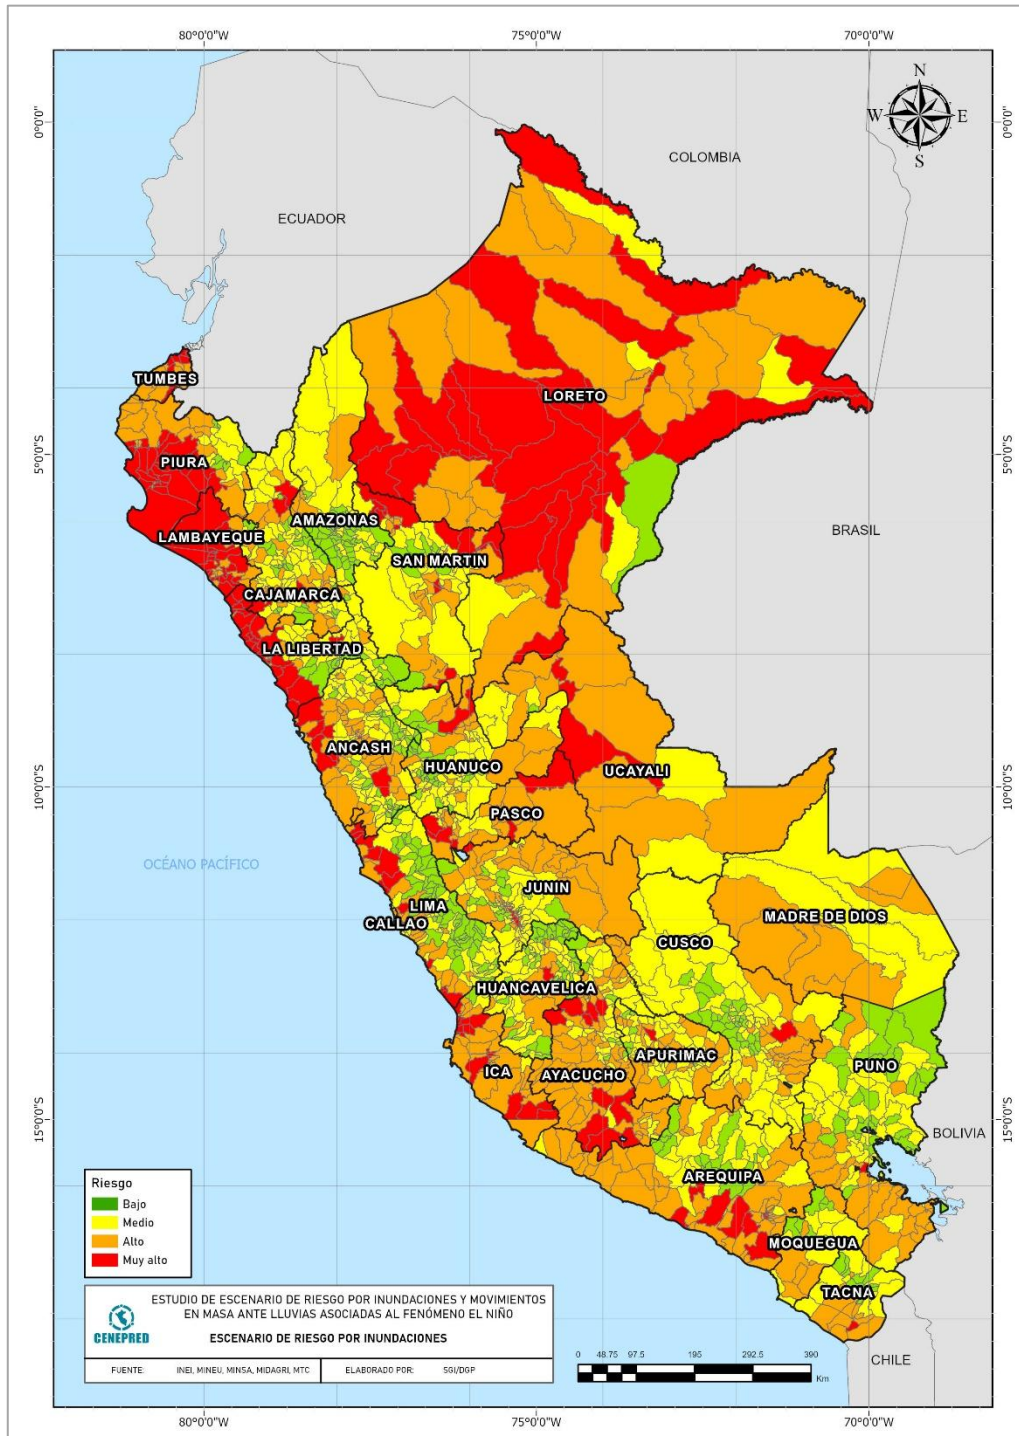 80°0'0"W 75°0'0"W 70°0'0"W
N
W E
S
0°0'0" 0°0'0"
COLOMBIA
ECUADOR
TUMBES
LORETO
5°0'0"S 5°0'0"S
PIURA
AMAZONAS
BRASIL
LAMBAYEQUE
SAN MARTIN
CAJAMARCA
LA LIBERTAD
ANCASH
HUANUCO
UCAYALI
10°0'0"S 10°0'0"S
PASCO
OCÉANO PACÍFICO
JUNIN
LIMA
MADRE DE DIOS
CALLAO
CUSCO
HUANCAVELICA
APURIMAC
PUNO
ICA
AYACUCHO
15°0'0"S 15°0'0"S
BOLIVIA
AREQUIPA
MOQUEGUA
TACNA
CHILE
Riesgo
Bajo
Medio
Alto
Muy alto
CENEPRED
ESTUDIO DE ESCENARIO DE RIESGO POR INUNDACIONES Y MOVIMIENTOS
EN MASA ANTE LLUVIAS ASOCIADAS AL FENÓMENO EL NIÑO
ESCENARIO DE RIESGO POR INUNDACIONES
FUENTE: INEI, MINEU, MINSA, MIDAGRI, MTC ELABORADO POR: SGI/DGP
0 48.75 97.5 195 292.5 390
Km
80°0'0"W 75°0'0"W 70°0'0"W